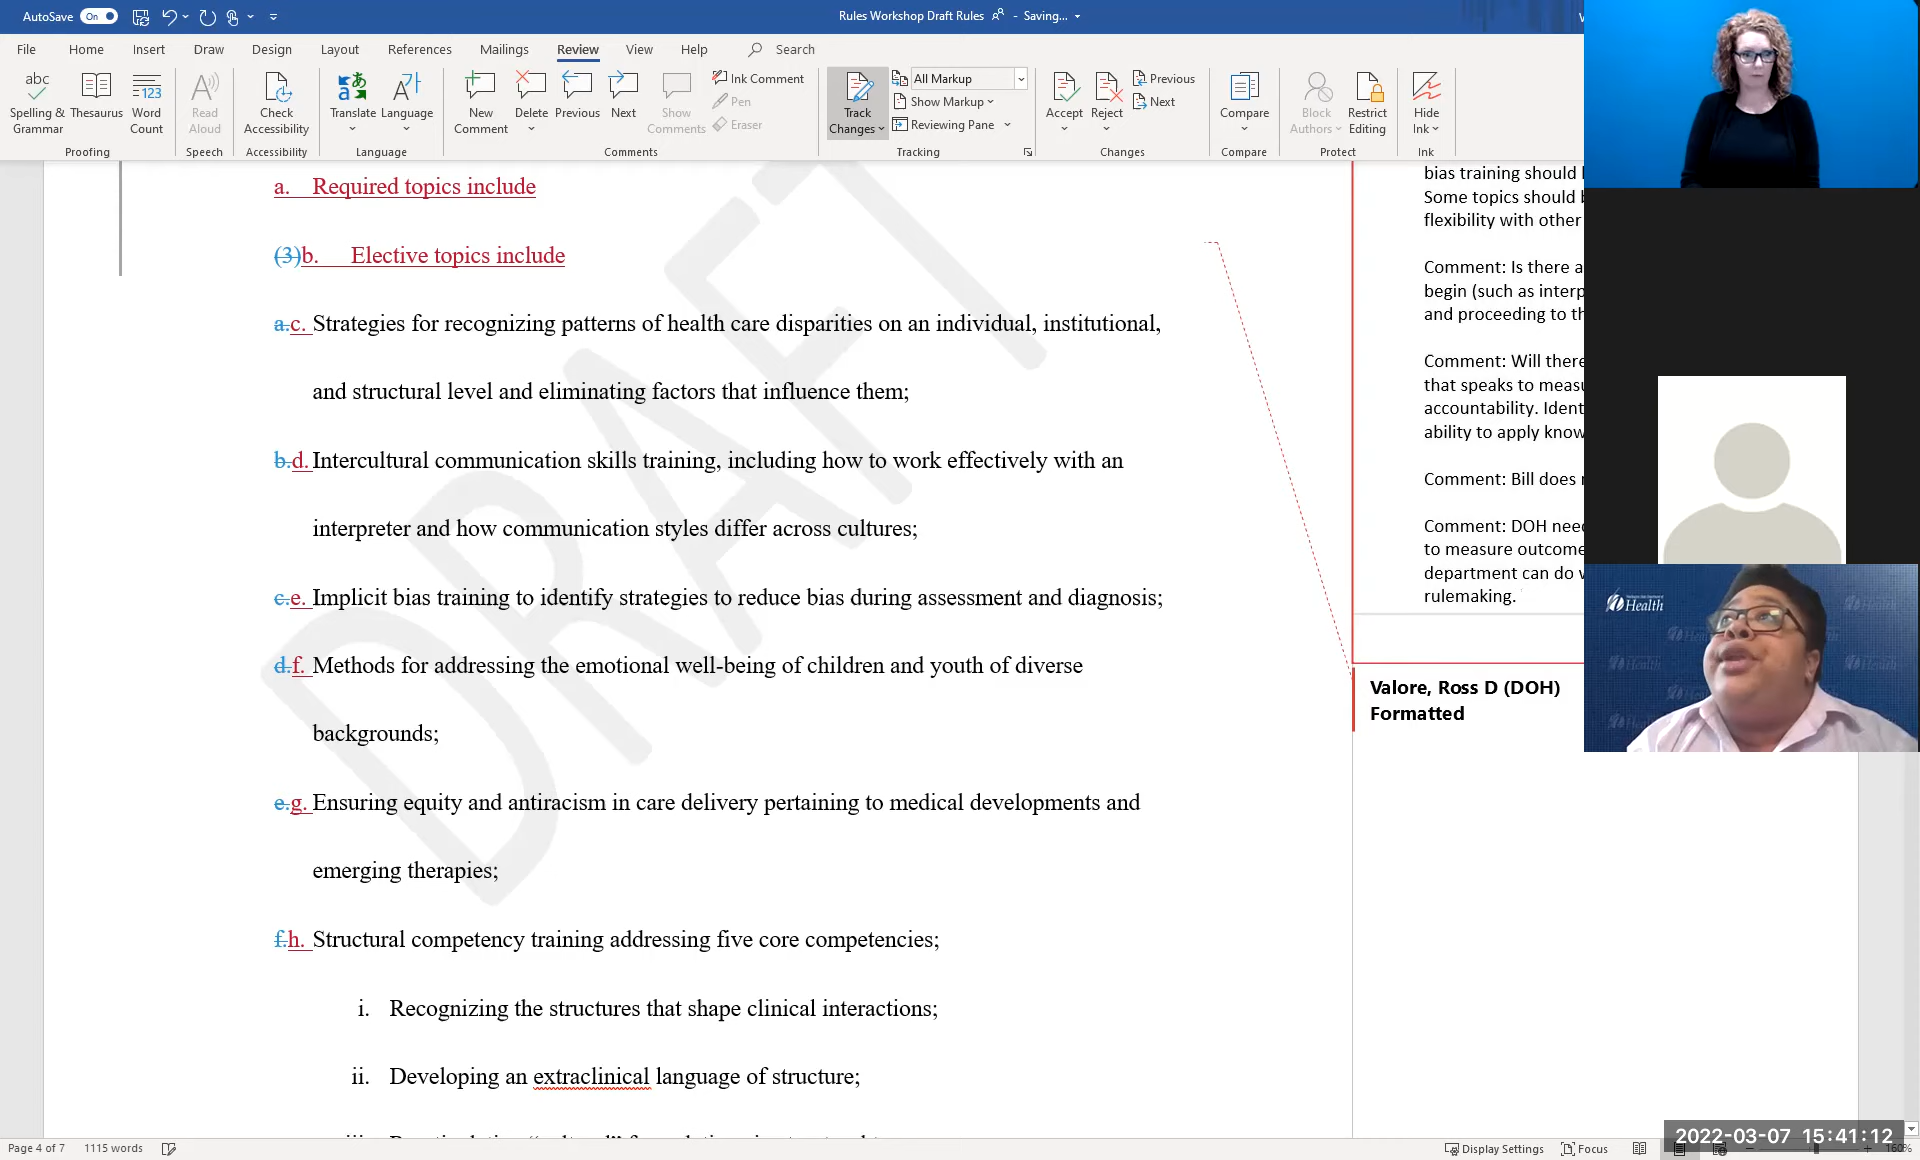 AutoSave On Rules Workshop Draft Rules - Saving...
File Home Insert Draw Design Layout References Mailings Review View Help Search
abc Spelling & Grammar Thesaurus 123 Word Count Read Aloud Check Accessibility Translate Language New Comment Delete Previous Next Show Comments Ink Comment Pen Eraser Track Changes All Markup Show Markup Reviewing Pane Accept Reject Previous Next Compare Block Authors Restrict Editing Hide Ink
Proofing Speech Accessibility Language Comments Tracking Changes Compare Protect Ink
a. Required topics include
(3)b. Elective topics include
a.c. Strategies for recognizing patterns of health care disparities on an individual, institutional,
and structural level and eliminating factors that influence them;
b.d. Intercultural communication skills training, including how to work effectively with an
interpreter and how communication styles differ across cultures;
c.e. Implicit bias training to identify strategies to reduce bias during assessment and diagnosis;
d.f. Methods for addressing the emotional well-being of children and youth of diverse
backgrounds;
e.g. Ensuring equity and antiracism in care delivery pertaining to medical developments and
emerging therapies;
f.h. Structural competency training addressing five core competencies;
i. Recognizing the structures that shape clinical interactions;
ii. Developing an extraclinical language of structure;
DRAFT
bias training should
Some topics should
flexibility with other
Comment: Is there a
begin (such as
and proceeding to
Comment: Will there
that speaks to
accountability.
ability to apply
Comment: Bill does
Comment: DOH
to measure
department can do
rulemaking.
Valore, Ross D (DOH)
Formatted
Health
Page 4 of 7 1115 words Display Settings Focus 160%
2022-03-07 15:41:12